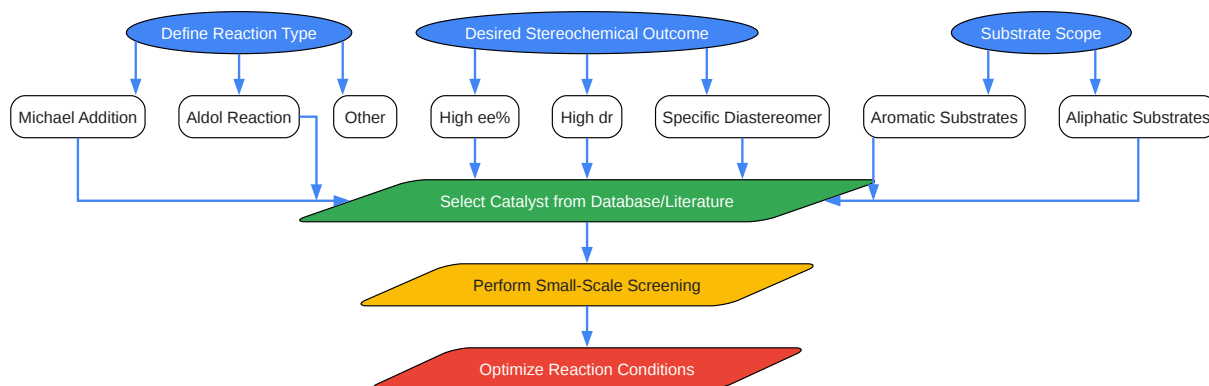 Define Reaction Type
Desired Stereochemical Outcome
Substrate Scope
Michael Addition
Aldol Reaction
Other
High ee%
High dr
Specific Diastereomer
Aromatic Substrates
Aliphatic Substrates
Select Catalyst from Database/Literature
Perform Small-Scale Screening
Optimize Reaction Conditions